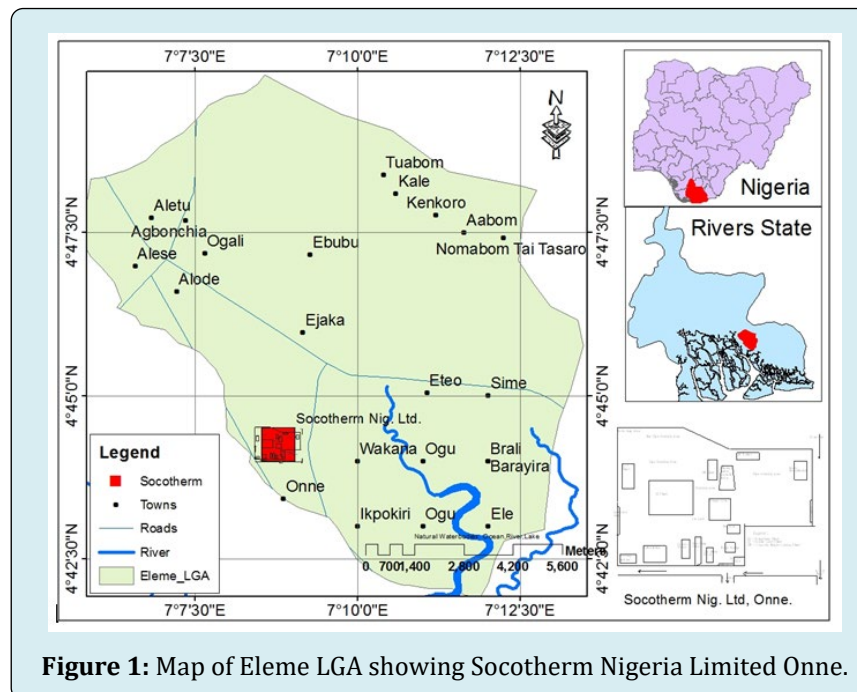 7°7'30"E 7°10'0"E 7°12'30"E
N
Tuabom
Kale
Kenkoro
Aabom
Nomabom Tai Tasaro
Aletu
Agbonchia
Ogali
Ebubu
Alese
Alode
Ejaka
Eteo
Sime
Socotherm Nig. Ltd.
Wakana
Ogu
Brali
Barayira
Onne
Ikpokiri
Ogu
Ele
4°47'30"N
4°45'0"N
4°42'30"N
4°47'30"N
4°45'0"N
4°42'30"N
Legend
Socotherm
Towns
Roads
River
Eleme_LGA
Meters
0 700 1,400 2,800 4,200 5,600
7°7'30"E 7°10'0"E 7°12'30"E
Nigeria
Rivers State
Socotherm Nig. Ltd, Onne.
Figure 1: Map of Eleme LGA showing Socotherm Nigeria Limited Onne.